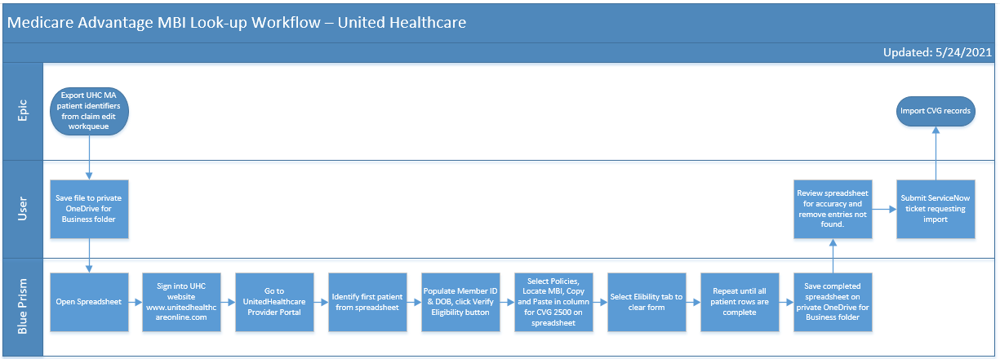 Medicare Advantage MBI Look-up Workflow – United Healthcare
Updated: 5/24/2021
Epic
Export UHC MA
patient identifiers
from claim edit
workqueue
Import CVG records
User
Save file to private
OneDrive for
Business folder
Review spreadsheet
for accuracy and
remove entries not
found.
Submit ServiceNow
ticket requesting
import
Blue Prism
Open Spreadsheet
Sign into UHC
website
www.unitedhealthc
areonline.com
Go to
UnitedHealthcare
Provider Portal
Identify first patient
from spreadsheet
Populate Member ID
& DOB, click Verify
Eligibility button
Select Policies,
Locate MBI, Copy
and Paste in column
for CVG 2500 on
spreadsheet
Select Elibility tab to
clear form
Repeat until all
patient rows are
complete
Save completed
spreadsheet on
private OneDrive for
Business folder